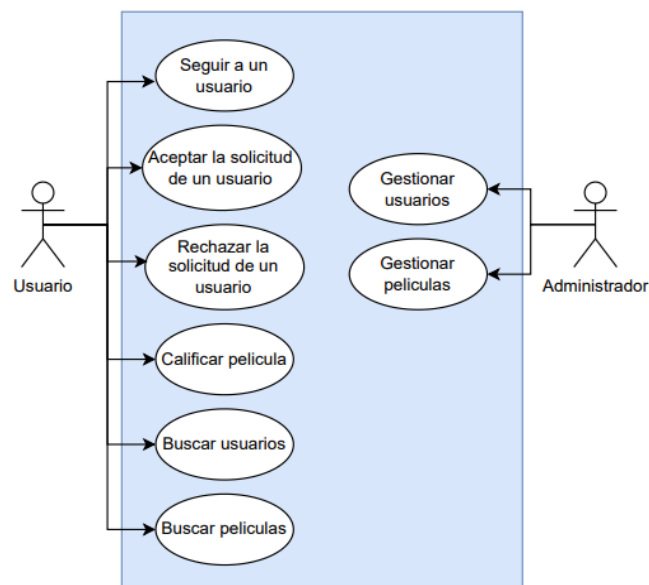 Seguir a un
usuario
Aceptar la solicitud
de un usuario
Rechazar la
solicitud de un
usuario
Calificar pelicula
Buscar usuarios
Buscar peliculas
Usuario
Gestionar
usuarios
Gestionar
peliculas
Administrador